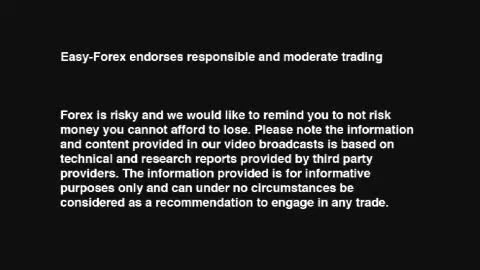 Easy-Forex endorses responsible and moderate trading
Forex is risky and we would like to remind you to not risk
money you cannot afford to lose. Please note the information
and content provided in our video broadcasts is based on
technical and research reports provided by third party
providers. The information provided is for informative
purposes only and can under no circumstances be
considered as a recommendation to engage in any trade.